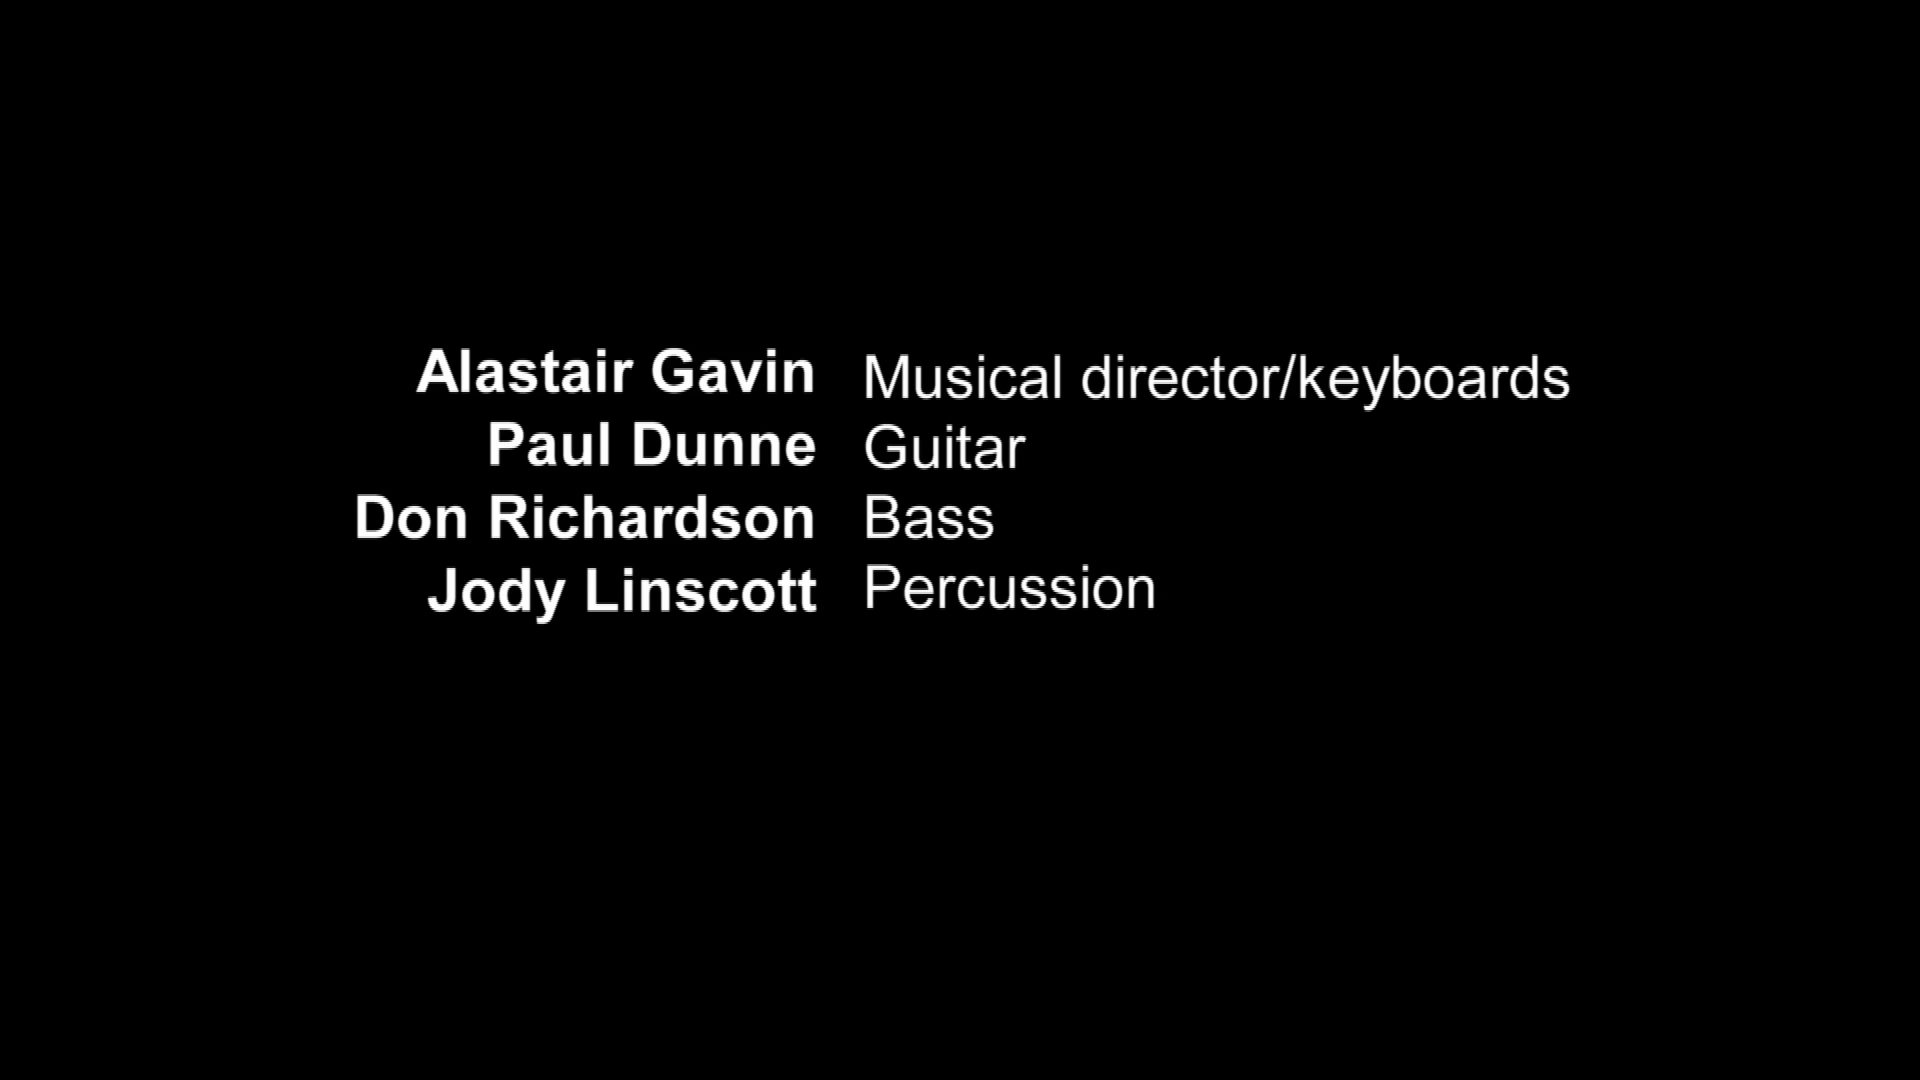 Alastair Gavin Musical director/keyboards
Paul Dunne Guitar
Don Richardson Bass
Jody Linscott Percussion